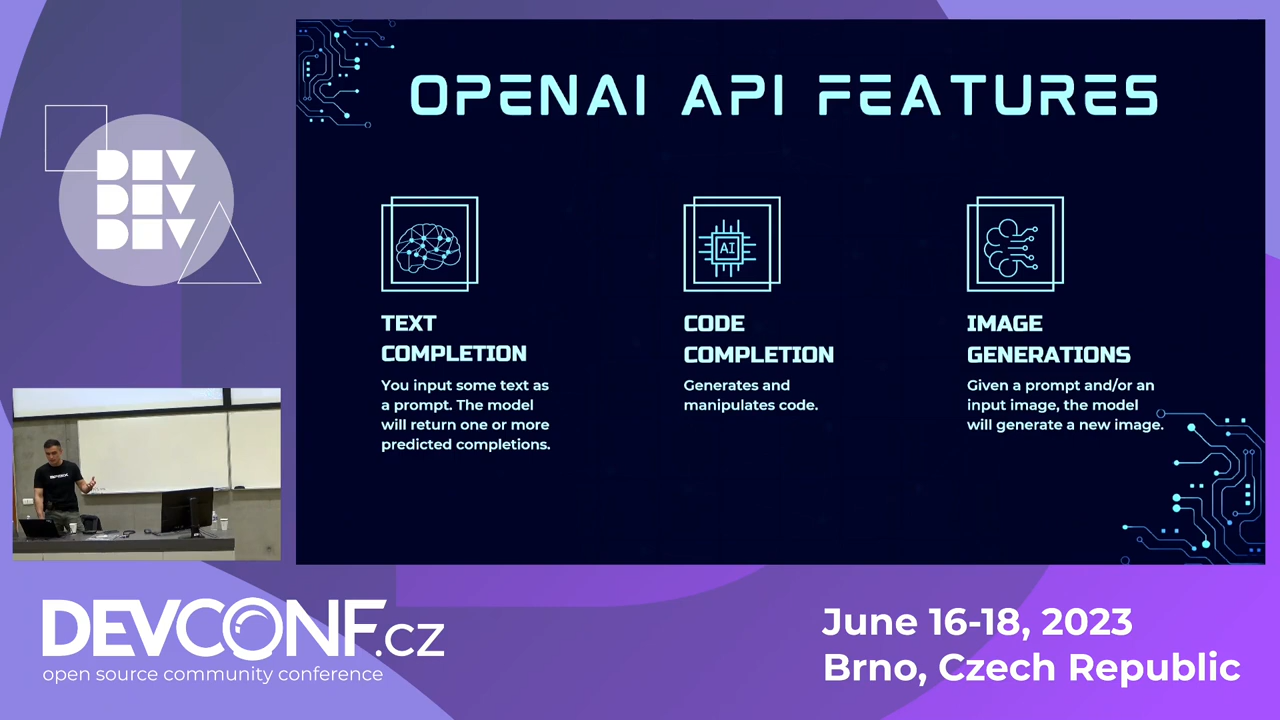 OPENAI API FEATURES
DEV
DEV
DEV
AI
TEXT
COMPLETION
You input some text as
a prompt. The model
will return one or more
predicted completions.
CODE
COMPLETION
Generates and
manipulates code.
IMAGE
GENERATIONS
Given a prompt and/or an
input image, the model
will generate a new image.
DEVCONF.cz
open source community conference
June 16-18, 2023
Brno, Czech Republic